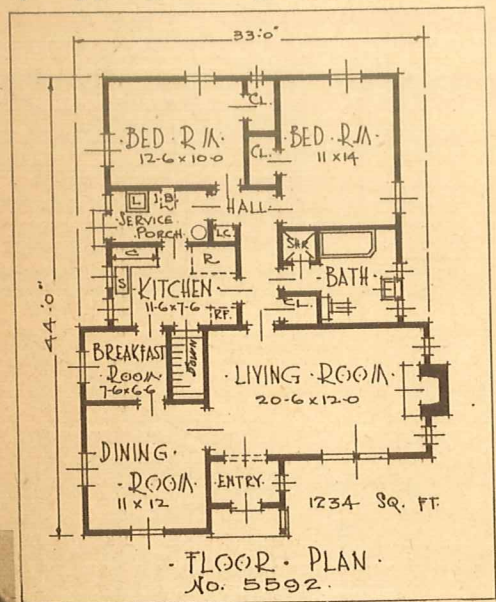 33'-0"
44'-0"
CL.
BED RM.
12-6 x 10-0
BED RM.
11 x 14
CL.
HALL
L
I.B.
SERVICE
PORCH
L.C.
SHR
BATH
C
R
S
KITCHEN
11-6 x 7-6
RF.
CL.
BREAKFAST
ROOM
7-6 x 6-6
DOWN
LIVING ROOM
20-6 x 12-0
DINING
ROOM
11 x 12
ENTRY
1234 SQ. FT.
FLOOR PLAN
No. 5592